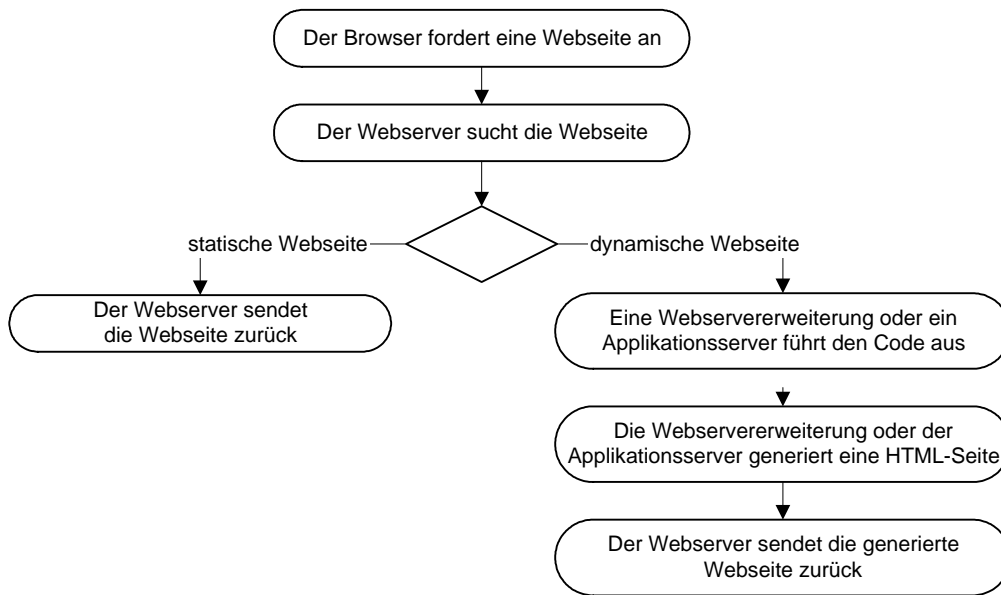 Der Browser fordert eine Webseite an
Der Webserver sucht die Webseite
statische Webseite
dynamische Webseite
Der Webserver sendet
die Webseite zurück
Eine Webservererweiterung oder ein
Applikationsserver führt den Code aus
Die Webservererweiterung oder der
Applikationsserver generiert eine HTML-Seite
Der Webserver sendet die generierte
Webseite zurück